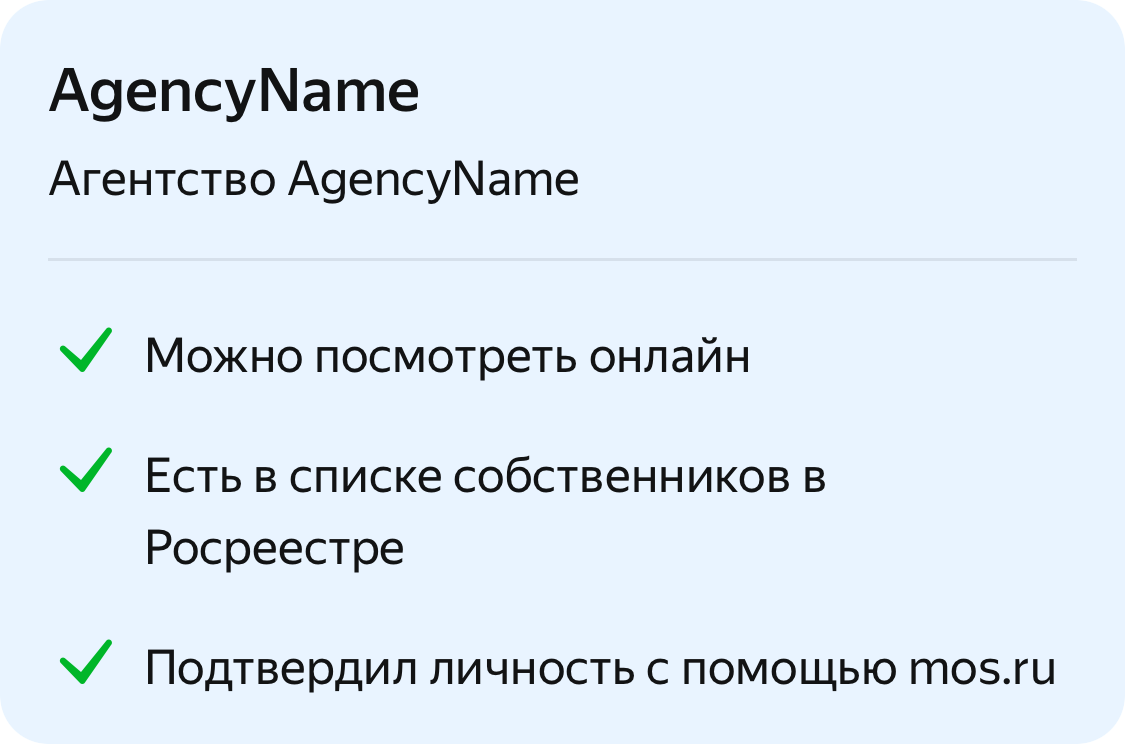 AgencyName
Агентство AgencyName
Можно посмотреть онлайн
Есть в списке собственников в
Росреестре
Подтвердил личность с помощью mos.ru